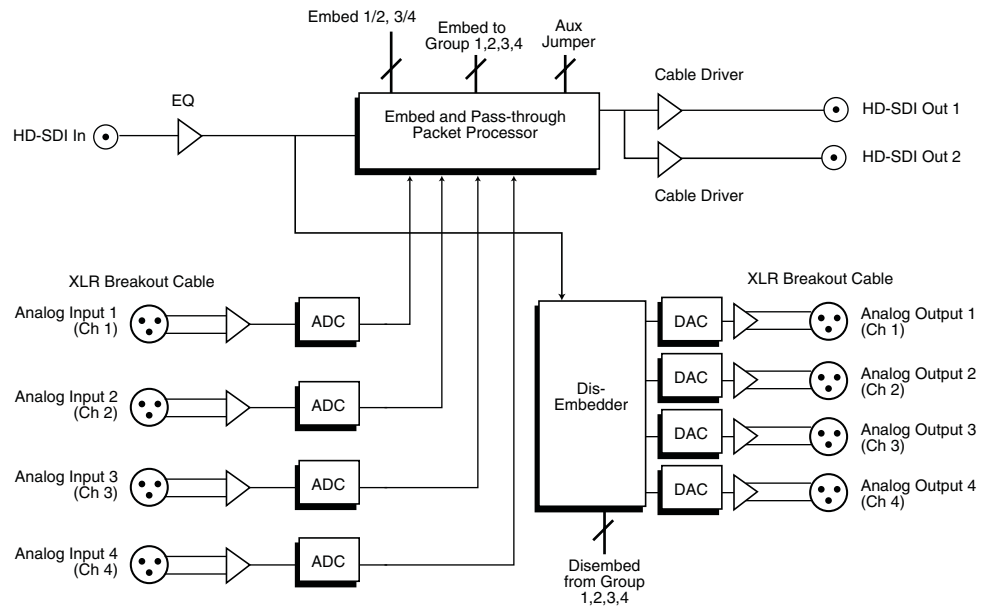 Embed 1/2, 3/4
Embed to
Group 1,2,3,4
Aux
Jumper
Cable Driver
EQ
HD-SDI In
Embed and Pass-through
Packet Processor
HD-SDI Out 1
HD-SDI Out 2
Cable Driver
XLR Breakout Cable
Analog Input 1
(Ch 1)
ADC
Analog Input 2
(Ch 2)
ADC
Analog Input 3
(Ch 3)
ADC
Analog Input 4
(Ch 4)
ADC
XLR Breakout Cable
Dis-
Embedder
DAC
Analog Output 1
(Ch 1)
DAC
Analog Output 2
(Ch 2)
DAC
Analog Output 3
(Ch 3)
DAC
Analog Output 4
(Ch 4)
Disembed
from Group
1,2,3,4